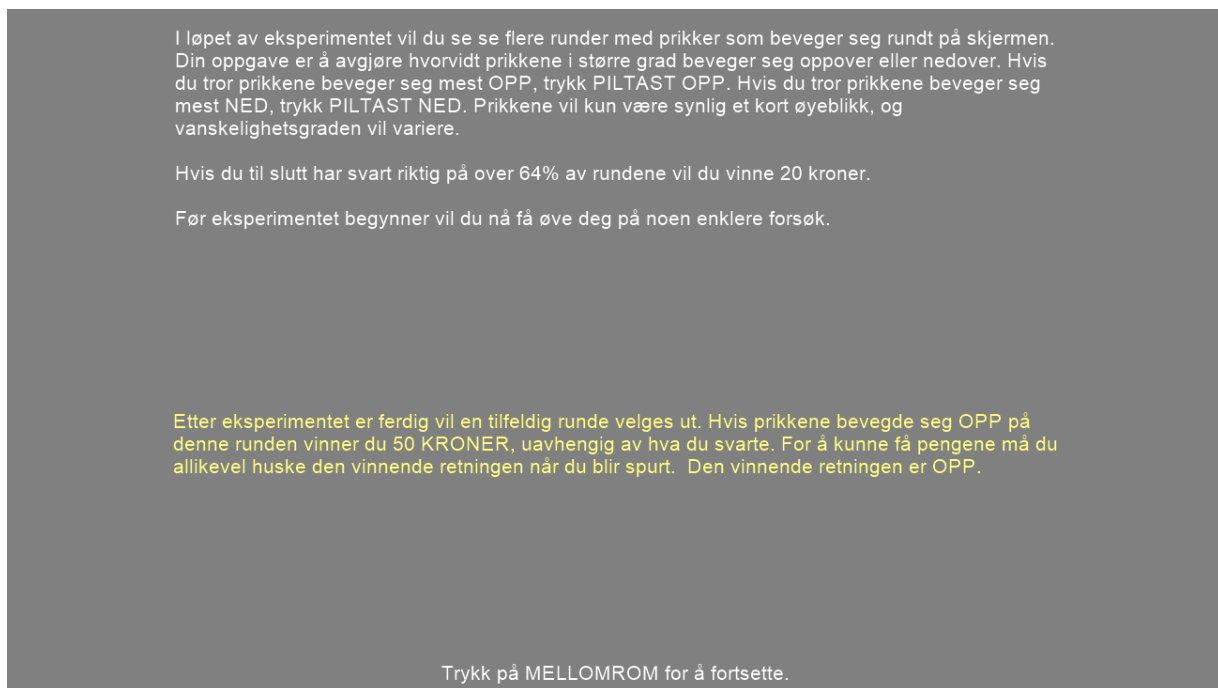 I løpet av eksperimentet vil du se se flere runder med prikker som beveger seg rundt på skjermen.
Din oppgave er å avgjøre hvorvidt prikkene i større grad beveger seg oppover eller nedover. Hvis
du tror prikkene beveger seg mest OPP, trykk PILTAST OPP. Hvis du tror prikkene beveger seg
mest NED, trykk PILTAST NED. Prikkene vil kun være synlig et kort øyeblikk, og
vanskelighetsgraden vil variere.
Hvis du til slutt har svart riktig på over 64% av rundene vil du vinne 20 kroner.
Før eksperimentet begynner vil du nå få øve deg på noen enklere forsøk.
Etter eksperimentet er ferdig vil en tilfeldig runde velges ut. Hvis prikkene bevegde seg OPP på
denne runden vinner du 50 KRONER, uavhengig av hva du svarte. For å kunne få pengene må du
allikevel huske den vinnende retningen når du blir spurt.  Den vinnende retningen er OPP.
Trykk på MELLOMROM for å fortsette.